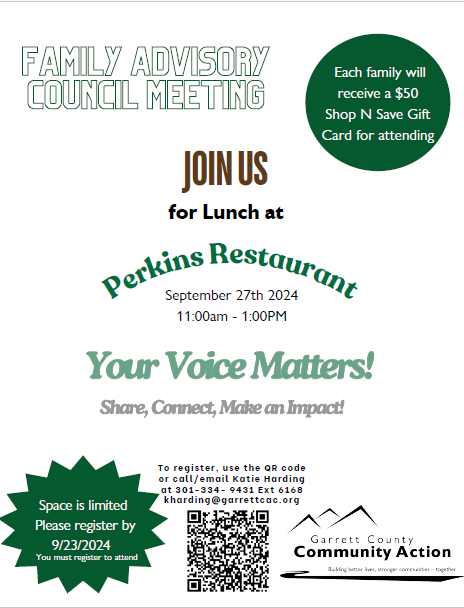 FAMILY ADVISORY
COUNCIL MEETING
Each family will
receive a $50
Shop N Save Gift
Card for attending
JOIN US
for Lunch at
Perkins Restaurant
September 27th 2024
11:00am - 1:00PM
Your Voice Matters!
Share, Connect, Make an Impact!
To register, use the QR code
or call/email Katie Harding
at 301-334- 9431 Ext 6168
kharding@garrettcac.org
Space is limited
Please register by
9/23/2024
You must register to attend
Garrett County
Community Action
Building better lives, stronger communities – together